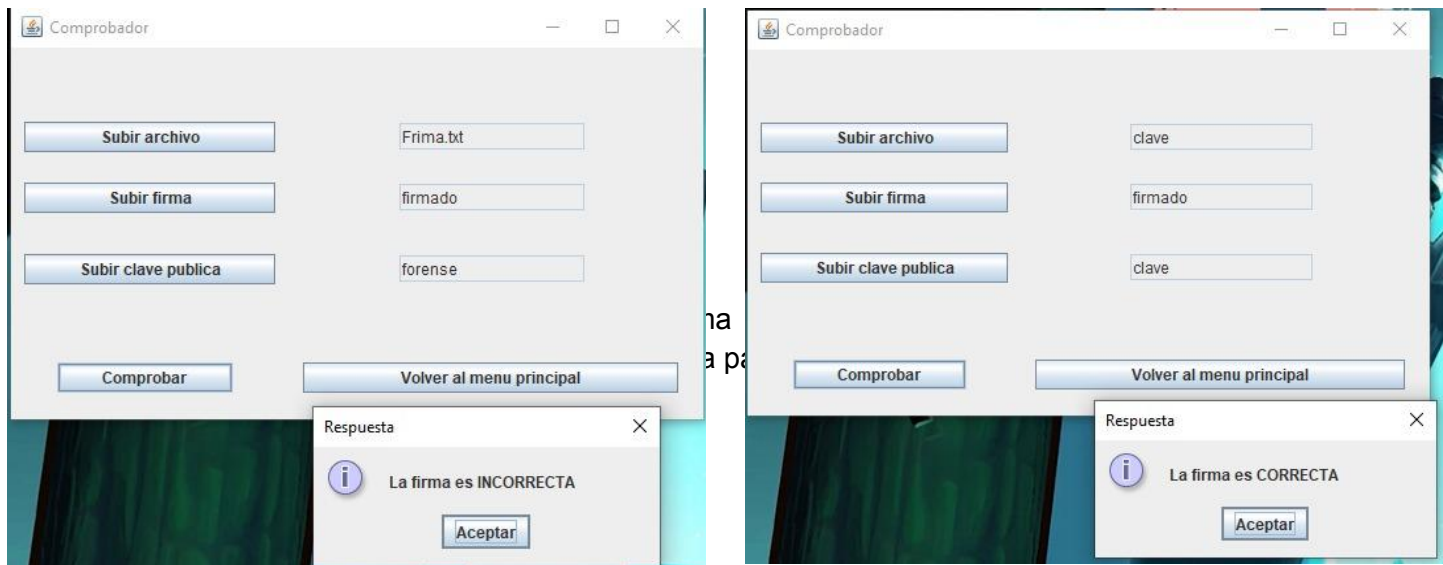 Comprobador
Subir archivo
Frima.txt
Subir firma
firmado
Subir clave publica
forense
Comprobar
Volver al menu principal
Respuesta
La firma es INCORRECTA
Aceptar
Comprobador
Subir archivo
clave
Subir firma
firmado
Subir clave publica
clave
Comprobar
Volver al menu principal
Respuesta
La firma es CORRECTA
Aceptar